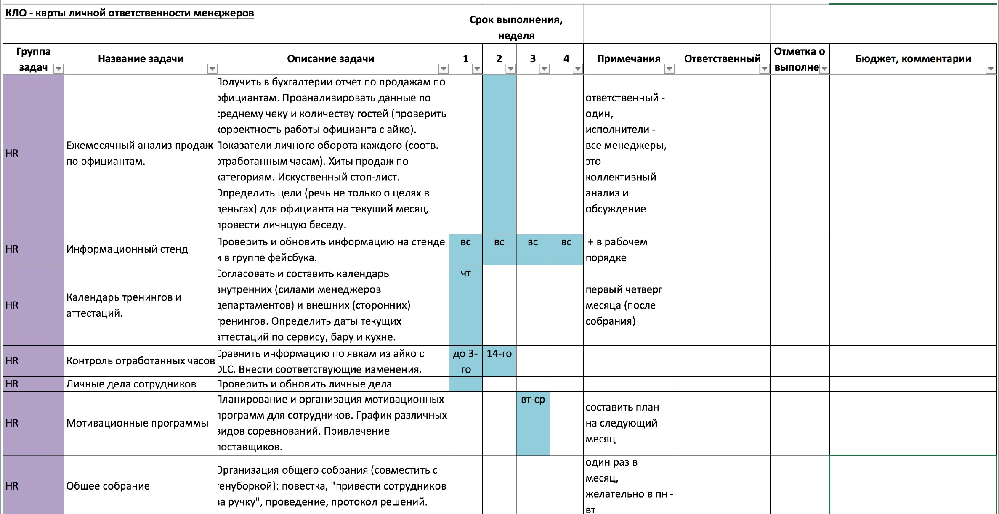 КЛО - карты личной ответственности менеджеров
Срок выполнения,
неделя
Группа
задач
Название задачи
Описание задачи
1
2
3
4
Примечания
Ответственный
Отметка о
выполне
Бюджет, комментарии
HR
Ежемесячный анализ продаж
по официантам.
Получить в бухгалтерии отчет по продажам по
официантам. Проанализировать данные по
среднему чеку и количеству гостей (проверить
корректность работы официанта с айко).
Показатели личного оборота каждого (соотв.
отработанным часам). Хиты продаж по
категориям. Искуственный стоп-лист.
Определить цели (речь не только о целях в
деньгах) для официанта на текущий месяц,
провести личнцую беседу.
ответственный -
один,
исполнители -
все менеджеры,
это
коллективный
анализ и
обсуждение
HR
Информационный стенд
Проверить и обновить информацию на стенде
и в группе фейсбука.
вс
вс
вс
вс
+ в рабочем
порядке
HR
Календарь тренингов и
аттестаций.
Согласовать и составить календарь
внутренних (силами менеджеров
департаментов) и внешних (сторонних)
тренингов. Определить даты текущих
аттестаций по сервису, бару и кухне.
чт
первый четверг
месяца (после
собрания)
HR
Контроль отработанных часов
Сравнить информацию по явкам из айко с
DLC. Внести соответствующие изменения.
до 3-
го
14-го
HR
Личные дела сотрудников
Проверить и обновить личные дела
HR
Мотивационные программы
Планирование и организация мотивационных
программ для сотрудников. График различных
видов соревнований. Привлечение
поставщиков.
вт-ср
составить план
на следующий
месяц
HR
Общее собрание
Организация общего собрания (совместить с
генуборкой): повестка, "привести сотрудников
за ручку", проведение, протокол решений.
один раз в
месяц,
желательно в пн -
вт